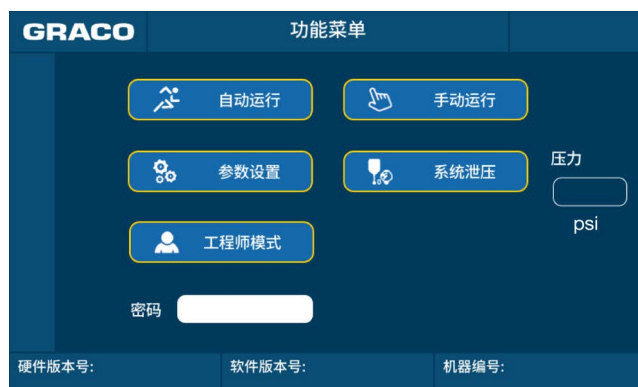 GRACO 功能菜单
自动运行 手动运行
参数设置 系统泄压 压力
psi
工程师模式
密码
硬件版本号: 软件版本号: 机器编号: